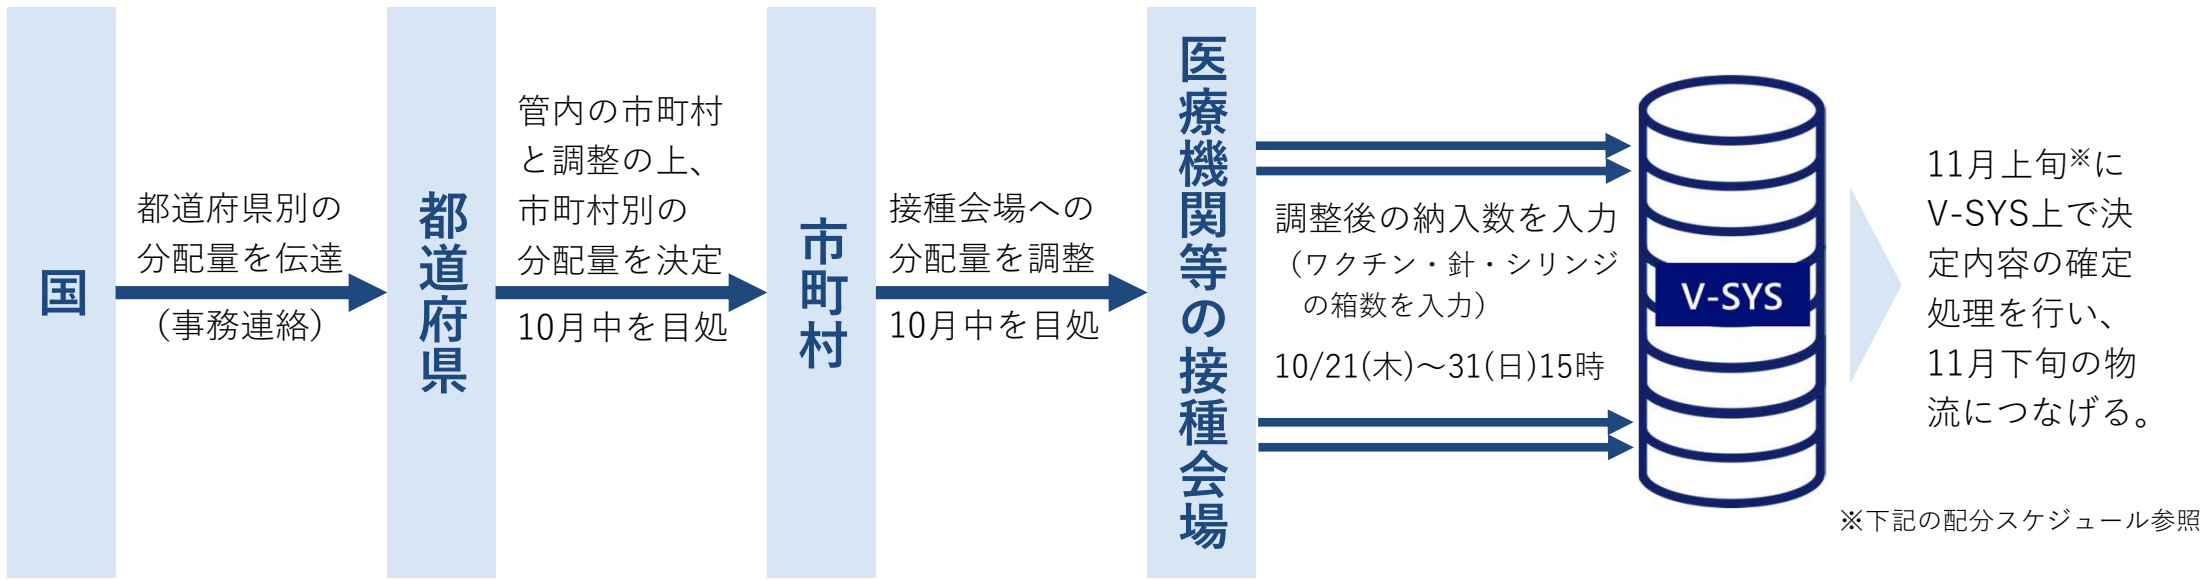 国
都道府県別の
分配量を伝達
（事務連絡）
都道府県
管内の市町村
と調整の上、
市町村別の
分配量を決定
10月中を目処
市町村
接種会場への
分配量を調整
10月中を目処
医療機関等の接種会場
調整後の納入数を入力
（ワクチン・針・シリンジ
の箱数を入力）
10/21(木)～31(日)15時
V-SYS
11月上旬※に
V-SYS上で決
定内容の確定
処理を行い、
11月下旬の物
流につなげる。
※下記の配分スケジュール参照